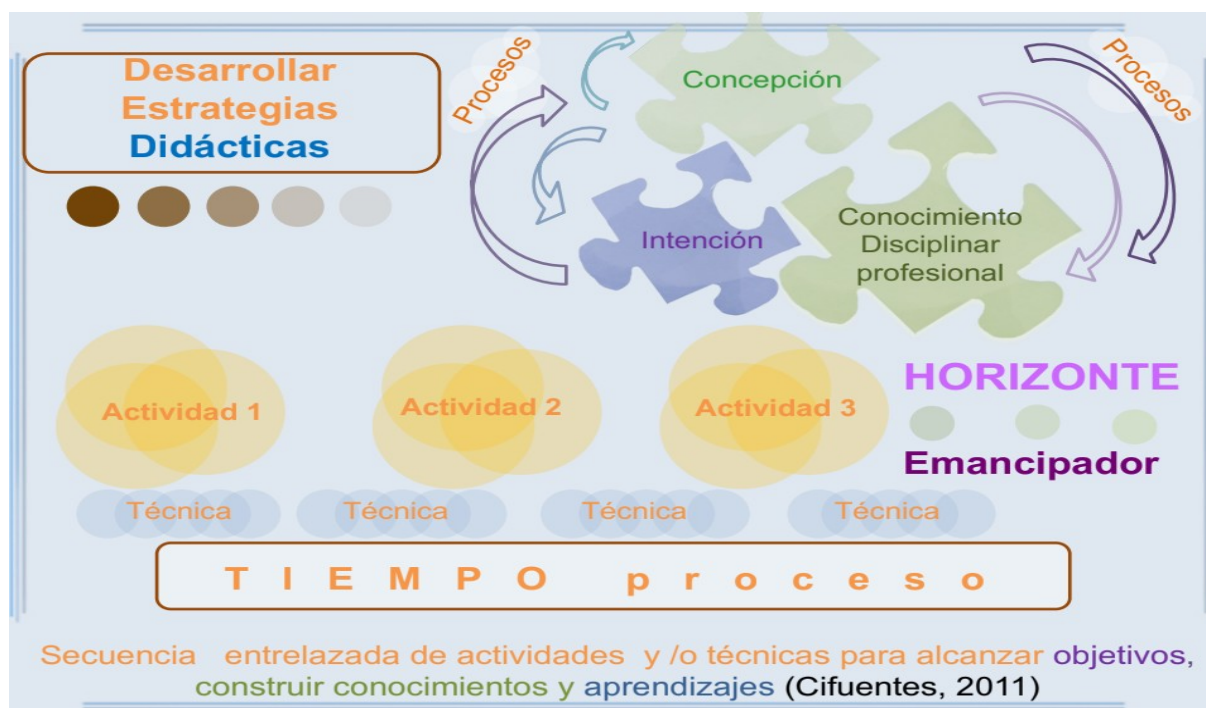 Desarrollar
Estrategias
Didácticas
Procesos
Concepción
Procesos
Intención
Conocimiento
Disciplinar
profesional
Actividad 1
Actividad 2
Actividad 3
HORIZONTE
Emancipador
Técnica
Técnica
Técnica
Técnica
T I E M P O p r o c e s o
Secuencia entrelazada de actividades y /o técnicas para alcanzar objetivos,
construir conocimientos y aprendizajes (Cifuentes, 2011)